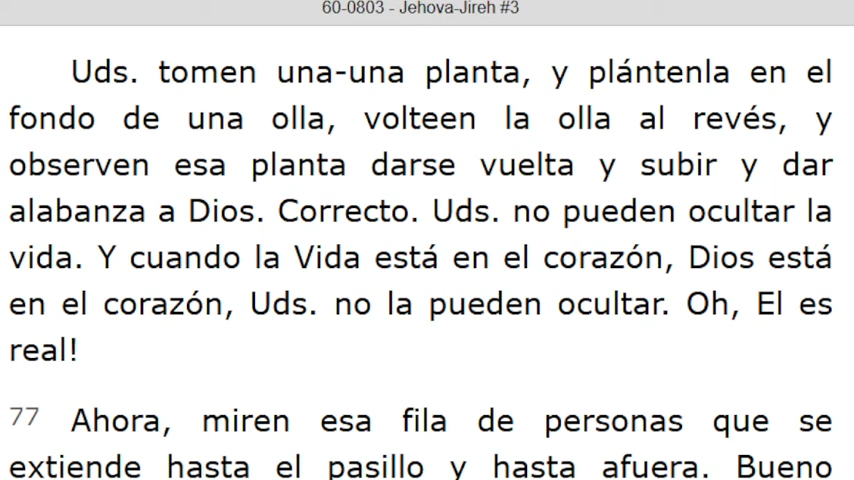 60-0803 - Jehova-Jireh #3
Uds. tomen una-una planta, y plántenla en el
fondo de una olla, volteen la olla al revés, y
observen esa planta darse vuelta y subir y dar
alabanza a Dios. Correcto. Uds. no pueden ocultar la
vida. Y cuando la Vida está en el corazón, Dios está
en el corazón, Uds. no la pueden ocultar. Oh, El es
real!
77 Ahora, miren esa fila de personas que se
extiende hasta el pasillo y hasta afuera. Bueno